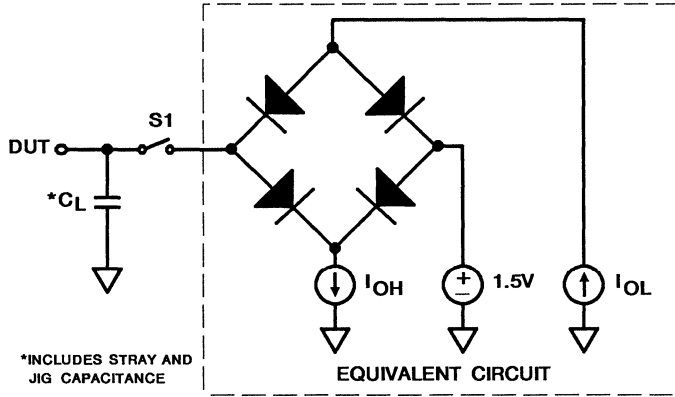 S1
DUT
*CL
IOH
+
−
1.5V
IOL
*INCLUDES STRAY AND
JIG CAPACITANCE
EQUIVALENT CIRCUIT